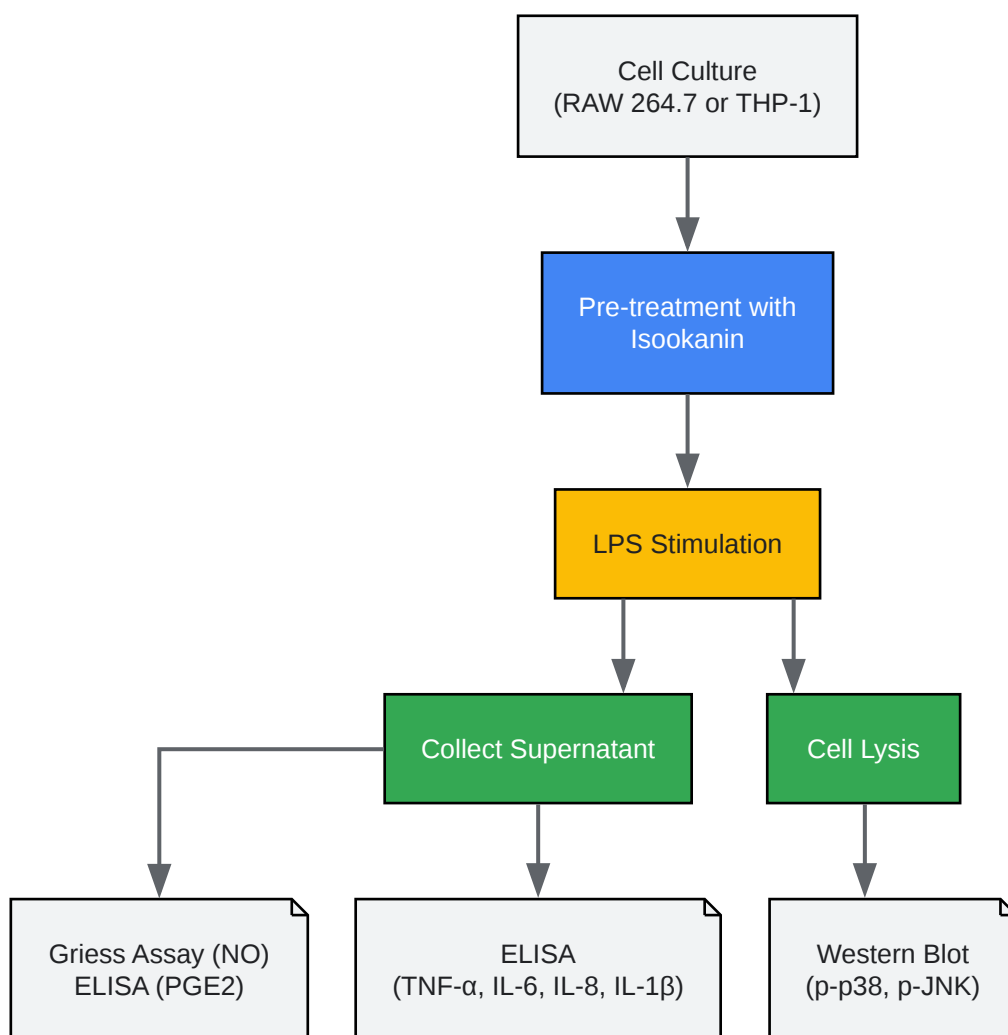 Cell Culture
(RAW 264.7 or THP-1)
Pre-treatment with
Isookanin
LPS Stimulation
Collect Supernatant
Cell Lysis
Griess Assay (NO)
ELISA (PGE2)
ELISA
(TNF-α, IL-6, IL-8, IL-1β)
Western Blot
(p-p38, p-JNK)